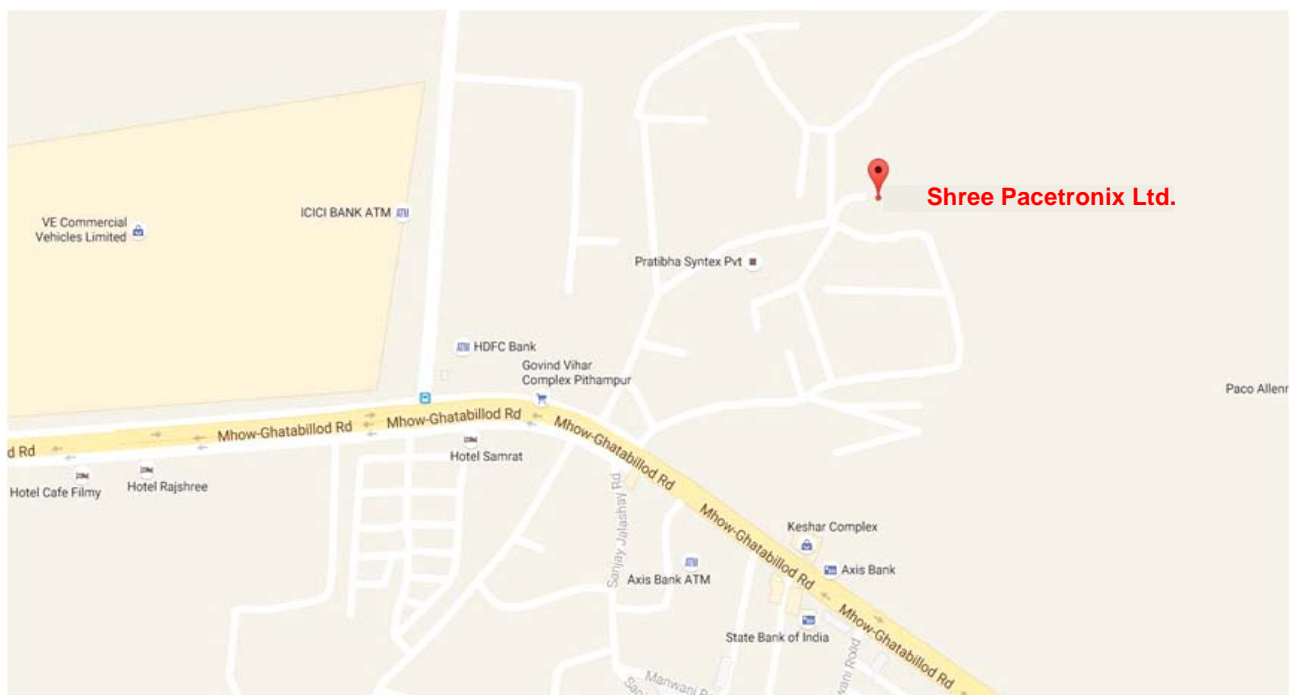 Shree Pacetronix Ltd.
ICICI BANK ATM
VE Commercial
Vehicles Limited
Pratibha Syntex Pvt
HDFC Bank
Govind Vihar
Complex Pithampur
Paco Allenr
Mhow-Ghatabillod Rd
Mhow-Ghatabillod Rd
Mhow-Ghatabillod Rd
d Rd
Hotel Samrat
Hotel Cafe Filmy
Hotel Rajshree
Sanjay Jalashay Rd
Mhow-Ghatabillod Rd
Keshar Complex
Axis Bank
Axis Bank ATM
Mhow-Ghatabillod Rd
State Bank of India
Manwani R
wani Road